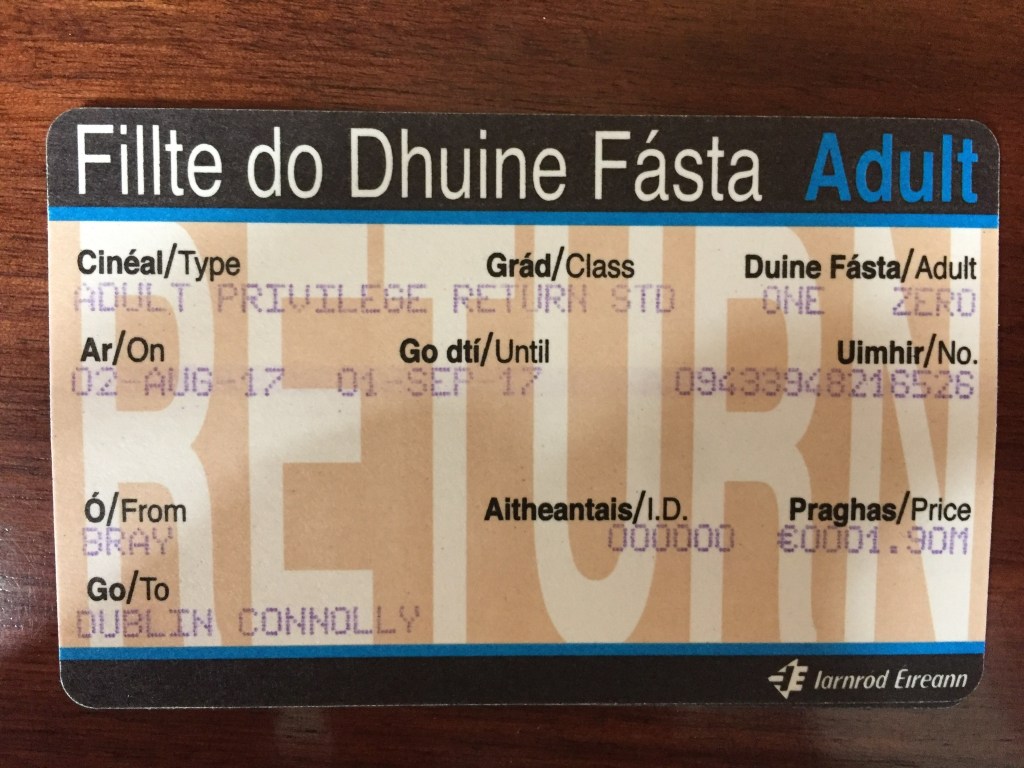 Fillte do Dhuine Fásta Adult
Cinéal/Type Grád/Class Duine Fásta/Adult
ADULT PRIVILEGE RETURN STD ONE ZERO
Ar/On Go dtí/Until Uimhir/No.
02-AUG-17 01-SEP-17 09433948216526
RETURN
Ó/From Aitheantais/I.D. Praghas/Price
BRAY 000000 €0001.90M
Go/To
DUBLIN CONNOLLY
Iarnród Éireann